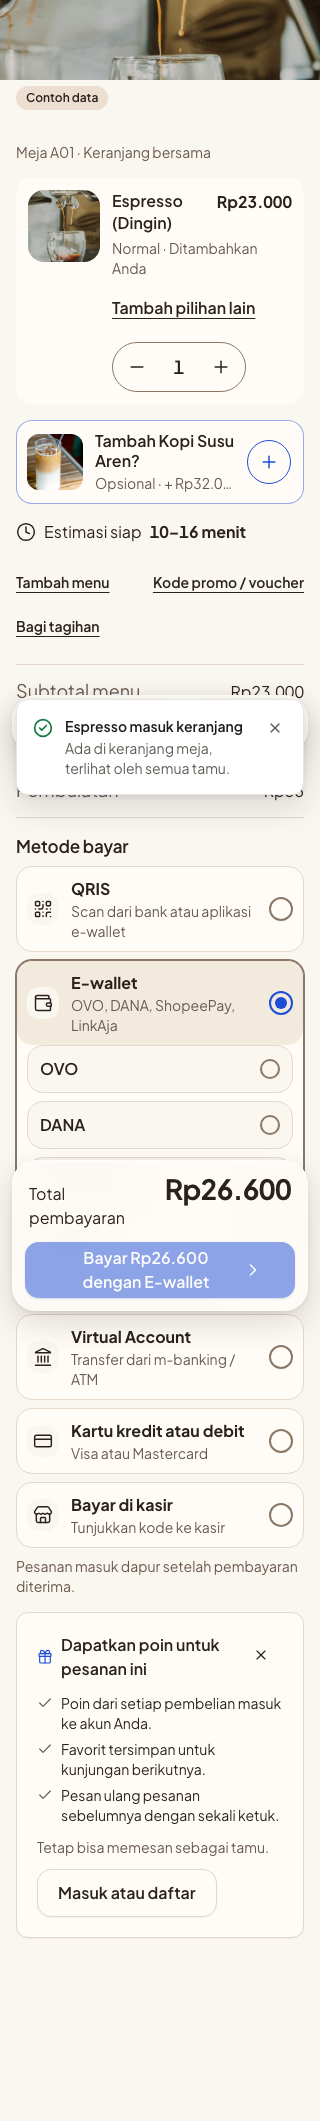 Contoh data
Meja A01 · Keranjang bersama
Espresso
(Dingin)
Rp23.000
Normal · Ditambahkan
Anda
Tambah pilihan lain
1
Tambah Kopi Susu
Aren?
Opsional · + Rp32.0...
Estimasi siap 10–16 menit
Tambah menu
Kode promo / voucher
Bagi tagihan
Subtotal menu
Rp23.000
Espresso masuk keranjang
Ada di keranjang meja,
terlihat oleh semua tamu.
Metode bayar
QRIS
Scan dari bank atau aplikasi
e-wallet
E-wallet
OVO, DANA, ShopeePay,
LinkAja
OVO
DANA
Total
pembayaran
Rp26.600
Bayar Rp26.600
dengan E-wallet
Virtual Account
Transfer dari m-banking /
ATM
Kartu kredit atau debit
Visa atau Mastercard
Bayar di kasir
Tunjukkan kode ke kasir
Pesanan masuk dapur setelah pembayaran
diterima.
Dapatkan poin untuk
pesanan ini
Poin dari setiap pembelian masuk
ke akun Anda.
Favorit tersimpan untuk
kunjungan berikutnya.
Pesan ulang pesanan
sebelumnya dengan sekali ketuk.
Tetap bisa memesan sebagai tamu.
Masuk atau daftar